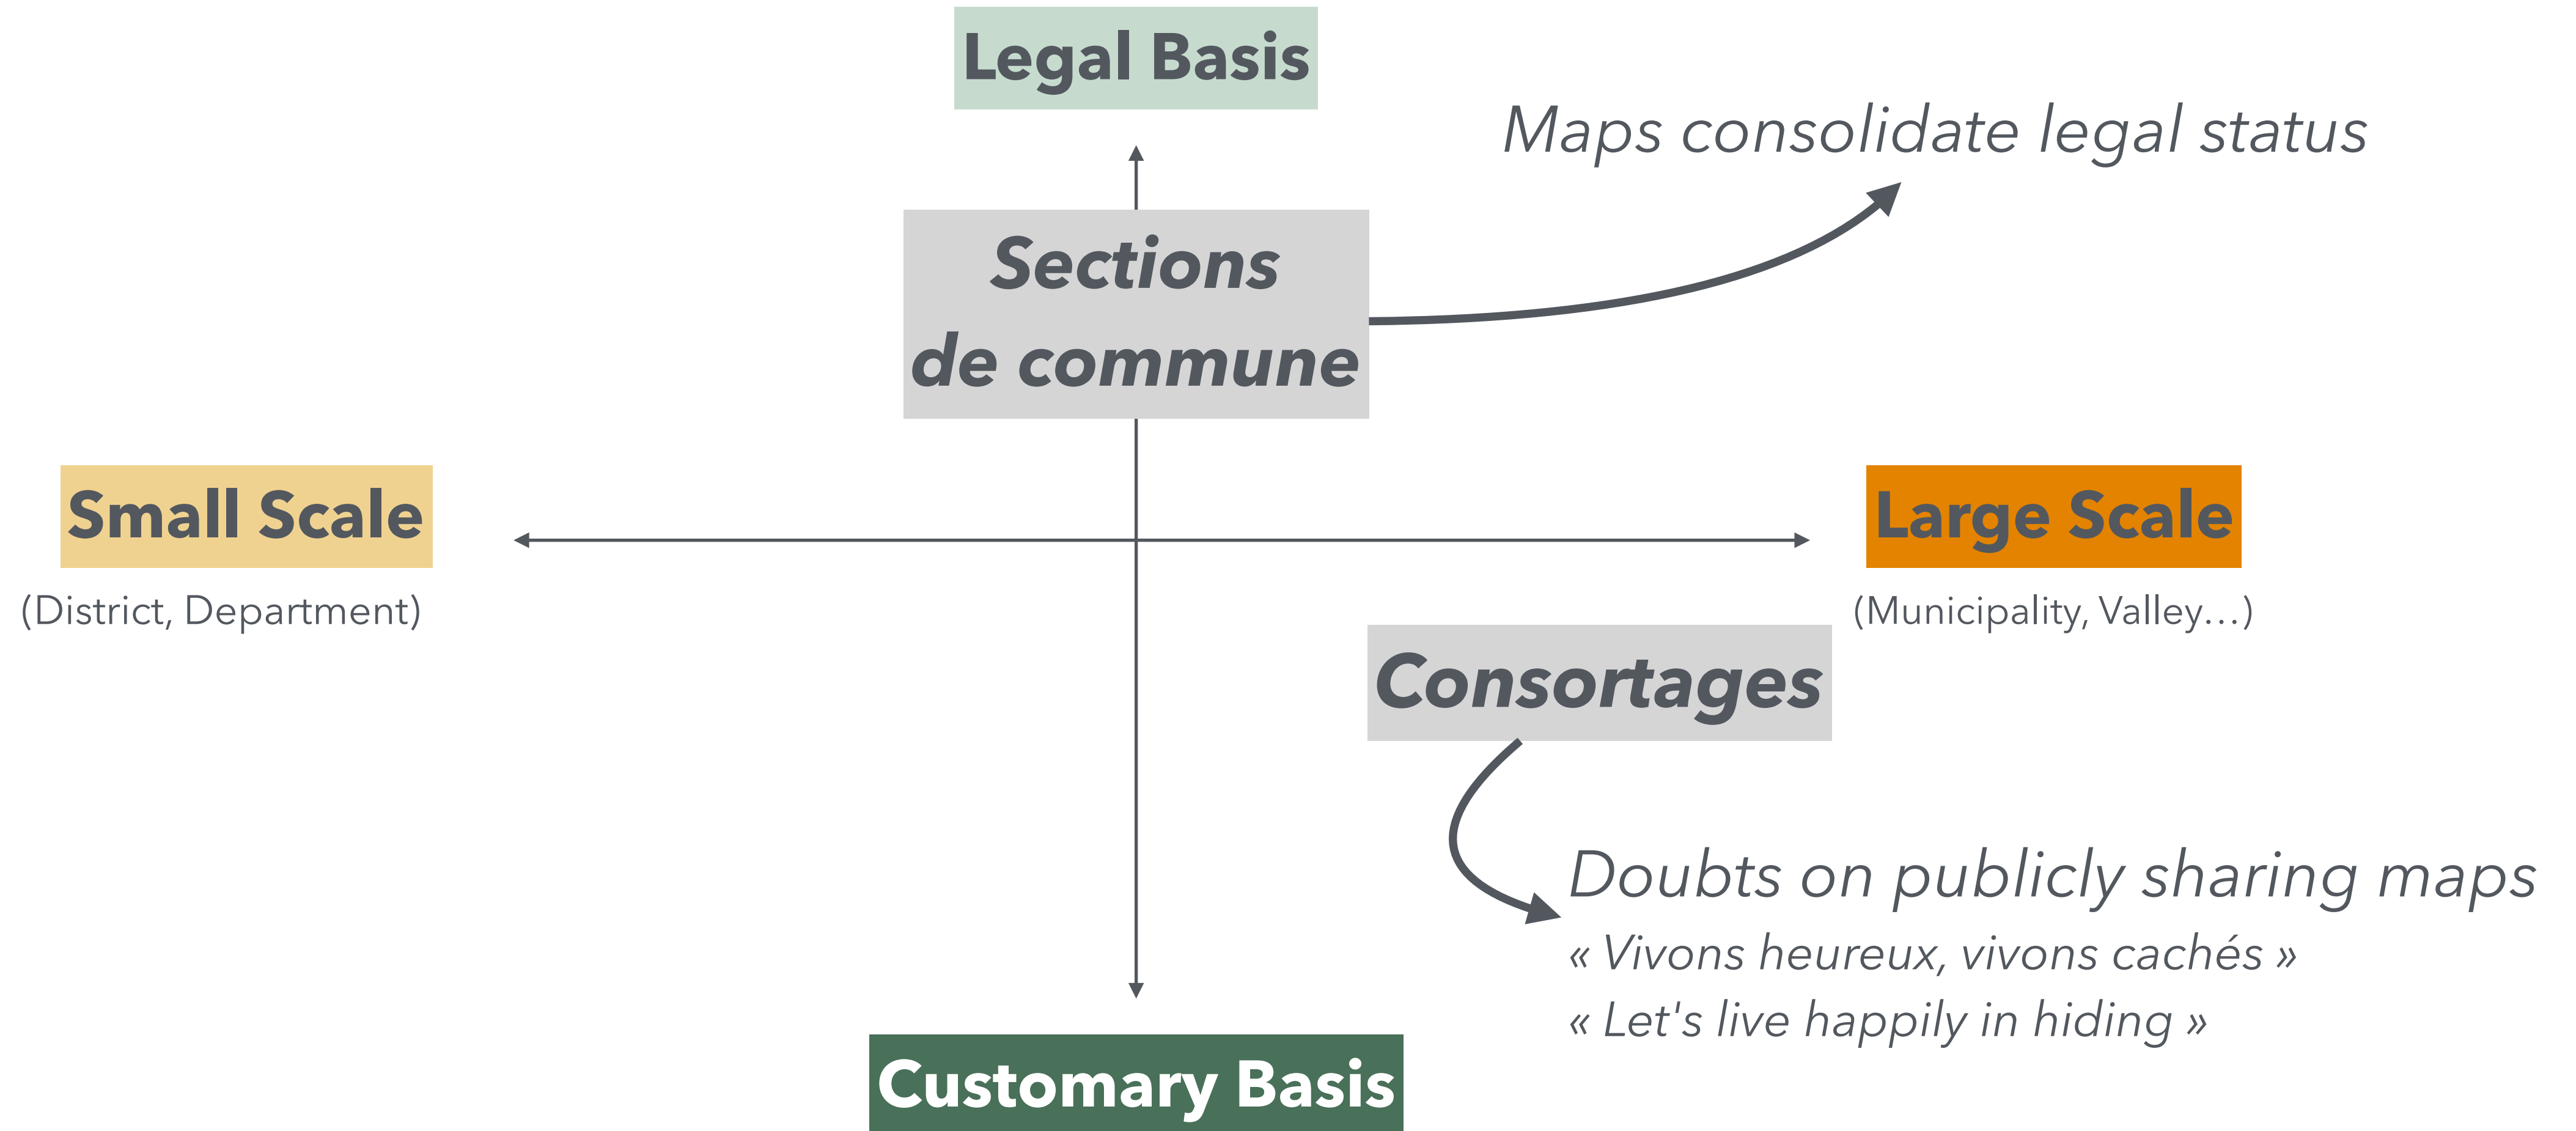 Legal Basis
Maps consolidate legal status
Sections
de commune
Small Scale
(District, Department)
Large Scale
(Municipality, Valley…)
Consortages
Doubts on publicly sharing maps
« Vivons heureux, vivons cachés »
« Let's live happily in hiding »
Customary Basis